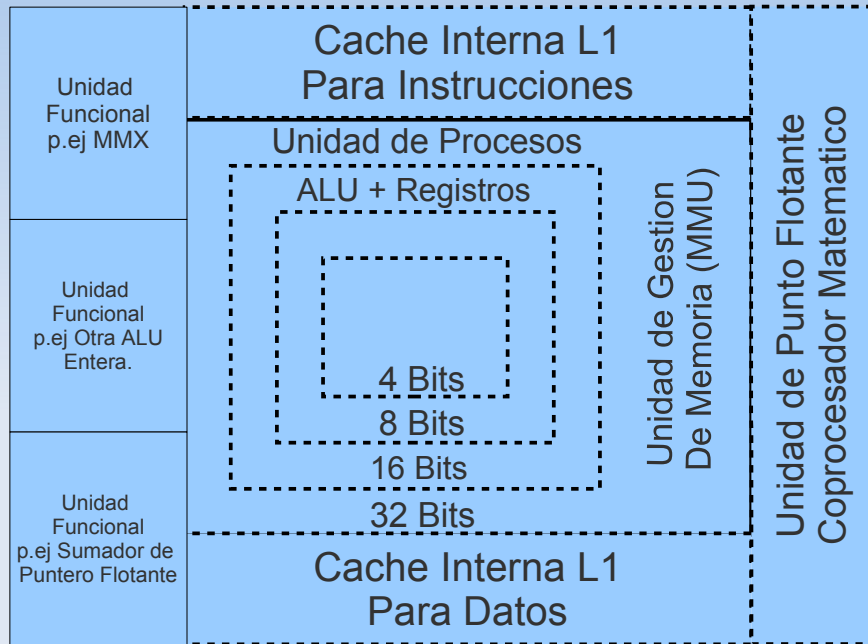 Unidad
Funcional
p.ej MMX
Unidad
Funcional
p.ej Otra ALU
Entera.
Unidad
Funcional
p.ej Sumador de
Puntero Flotante
Cache Interna L1
Para Instrucciones
Unidad de Procesos
ALU + Registros
4 Bits
8 Bits
16 Bits
32 Bits
Cache Interna L1
Para Datos
Unidad de Gestion
De Memoria (MMU)
Unidad de Punto Flotante
Coprocesador Matematico